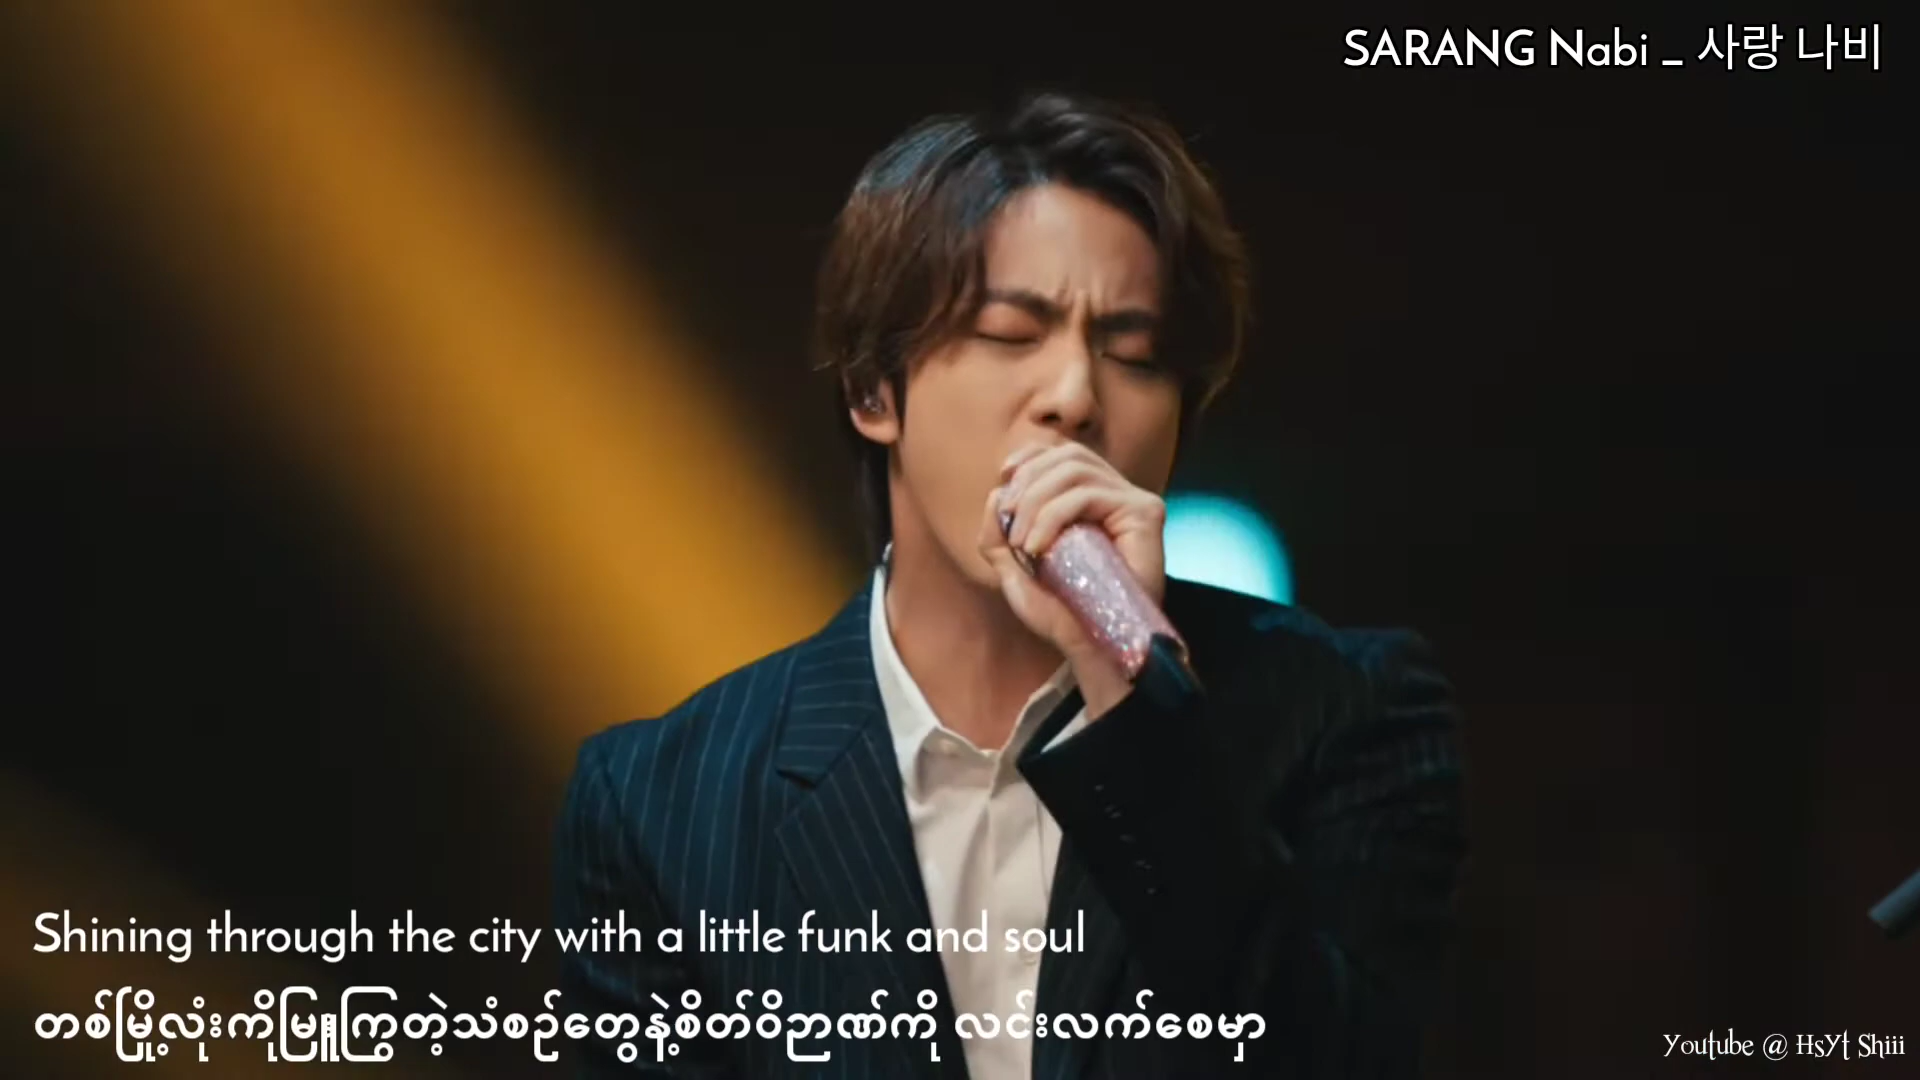 SARANG Nabi _ 사랑 나비
Shining through the city with a little funk and soul
တစ်မြို့လုံးကိုမြူးကြွတဲ့သံစဉ်တွေနဲ့စိတ်ဝိညာဏ်ကို လင်းလက်စေမှာ
Youtube @ HsYt Shiii